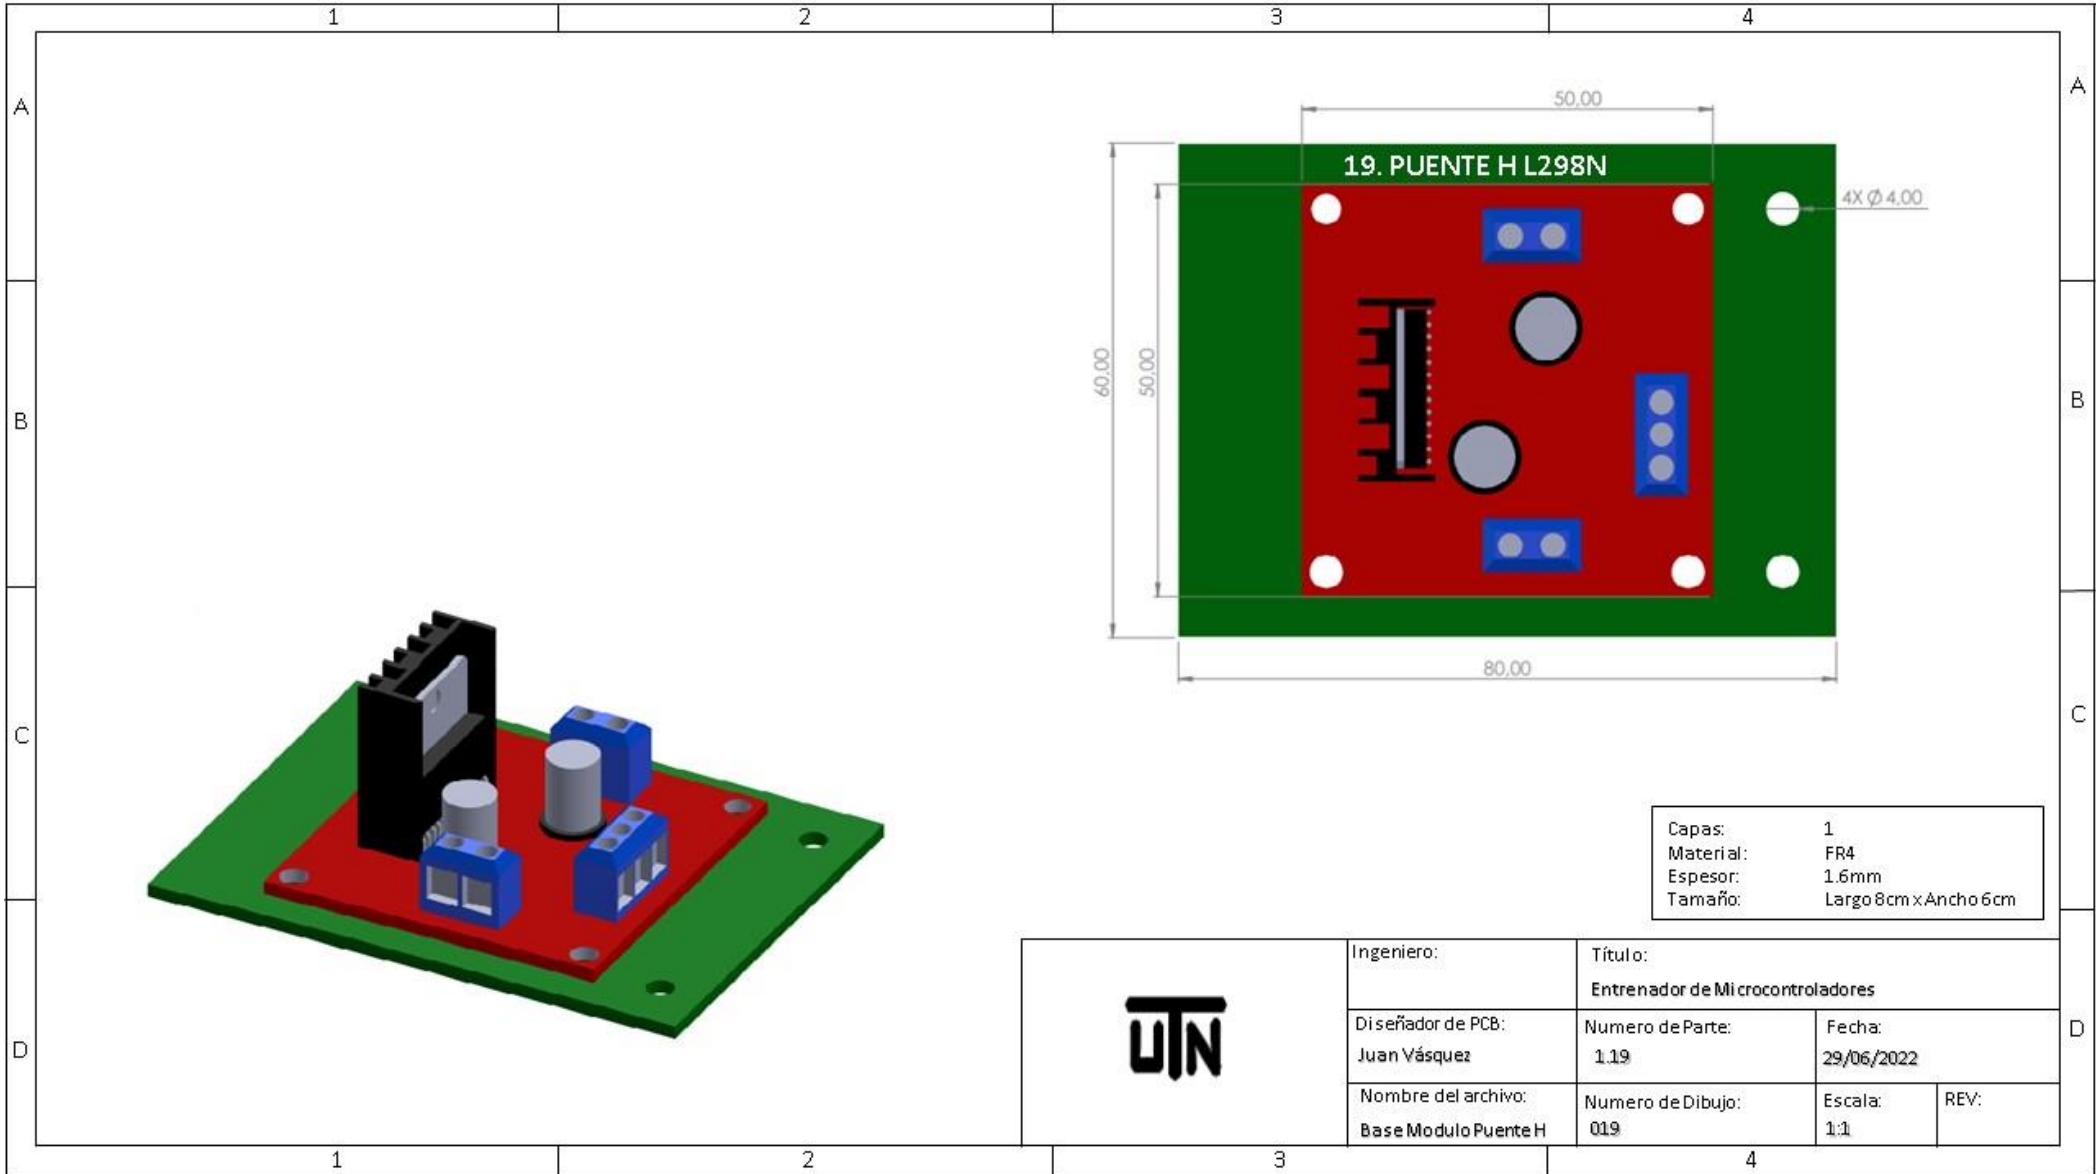 1 2 3 4
A A
50,00
19. PUENTE H L298N
4X Ø 4,00
60,00
50,00
B B
80,00
C C
Capas: 1
Material: FR4
Espesor: 1.6mm
Tamaño: Largo 8cm x Ancho 6cm
Ingeniero:
Título:
Entrenador de Microcontroladores
UTN
Diseñador de PCB:
Juan Vásquez
Numero de Parte:
1.19
Fecha:
29/06/2022
D D
Nombre del archivo:
Base Modulo Puente H
Numero de Dibujo:
019
Escala:
1:1
REV:
1 2 3 4